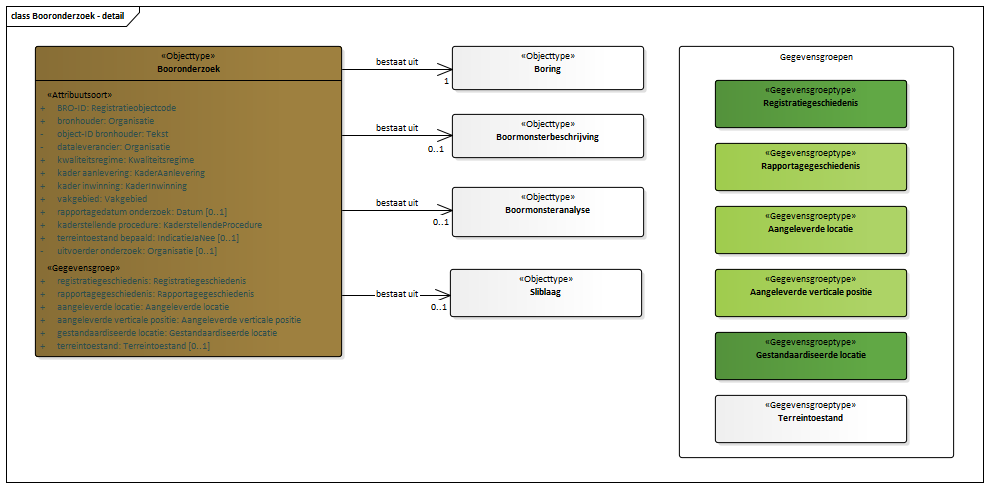 class Booronderzoek - detail
«Objecttype»
Booronderzoek
«Attribuutsoort»
+ BRO-ID: Registratieobjectcode
+ bronhouder: Organisatie
- object-ID bronhouder: Tekst
- dataleverancier: Organisatie
+ kwaliteitsregime: Kwaliteitsregime
+ kader aanlevering: KaderAanlevering
+ kader inwinning: KaderInwinning
+ vakgebied: Vakgebied
+ rapportagedatum onderzoek: Datum [0..1]
+ kaderstellende procedure: KaderstellendeProcedure
+ terreintoestand bepaald: IndicatieJaNee [0..1]
- uitvoerder onderzoek: Organisatie [0..1]
«Gegevensgroep»
+ registratiegeschiedenis: Registratiegeschiedenis
+ rapportagegeschiedenis: Rapportagegeschiedenis
+ aangeleverde locatie: Aangeleverde locatie
+ aangeleverde verticale positie: Aangeleverde verticale positie
+ gestandaardiseerde locatie: Gestandaardiseerde locatie
+ terreintoestand: Terreintoestand [0..1]
bestaat uit
1
«Objecttype»
Boring
bestaat uit
0..1
«Objecttype»
Boormonsterbeschrijving
bestaat uit
0..1
«Objecttype»
Boormonsteranalyse
bestaat uit
0..1
«Objecttype»
Sliblaag
Gegevensgroepen
«Gegevensgroeptype»
Registratiegeschiedenis
«Gegevensgroeptype»
Rapportagegeschiedenis
«Gegevensgroeptype»
Aangeleverde locatie
«Gegevensgroeptype»
Aangeleverde verticale positie
«Gegevensgroeptype»
Gestandaardiseerde locatie
«Gegevensgroeptype»
Terreintoestand